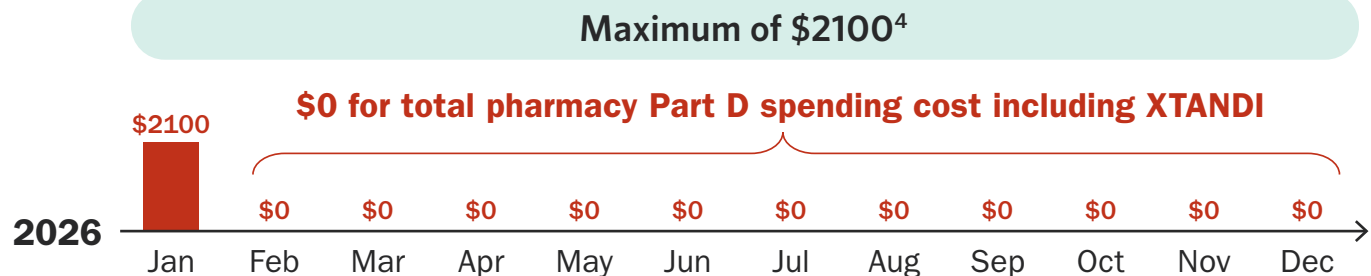 Maximum of $2100⁴
$0 for total pharmacy Part D spending cost including XTANDI
$2100
$0 $0 $0 $0 $0 $0 $0 $0 $0 $0 $0
2026
Jan Feb Mar Apr May Jun Jul Aug Sep Oct Nov Dec